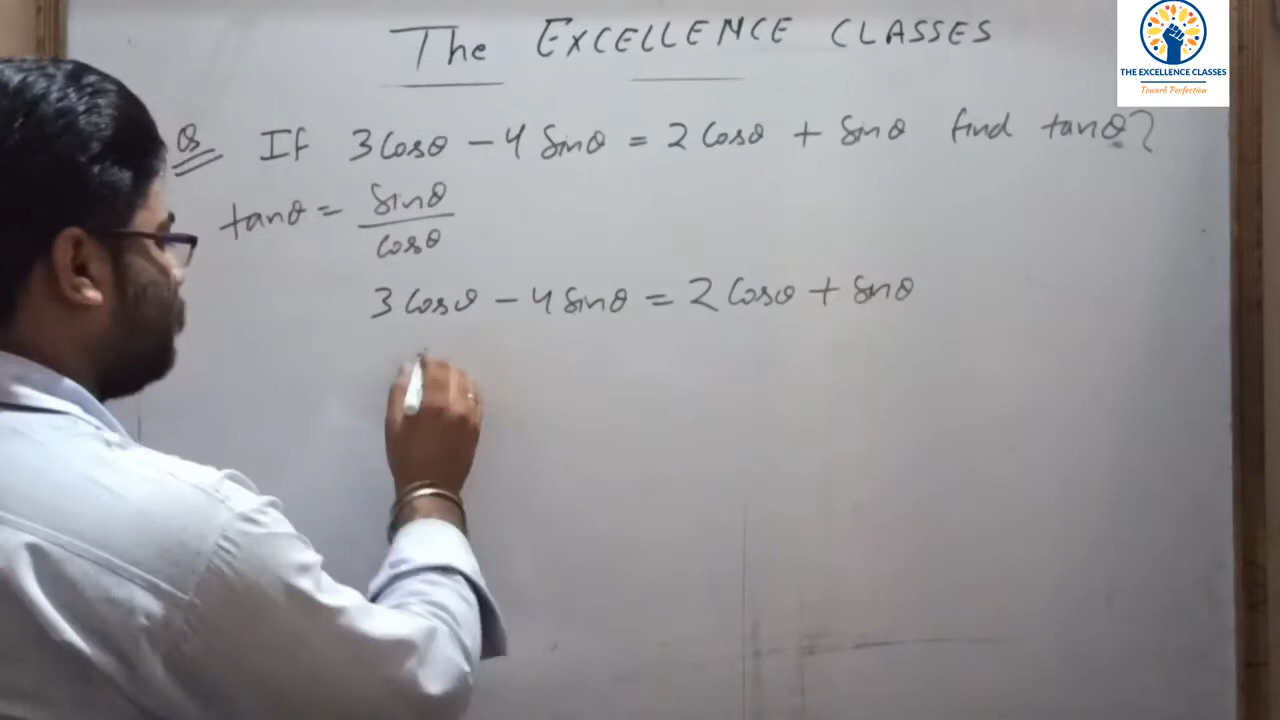 The EXCELLENCE CLASSES
THE EXCELLENCE CLASSES
Toward Perfection
Q If 3 Cosθ - 4 Sinθ = 2 Cosθ + Sinθ find tanθ?
tanθ = Sinθ / Cosθ
3 Cosθ - 4 Sinθ = 2 Cosθ + Sinθ